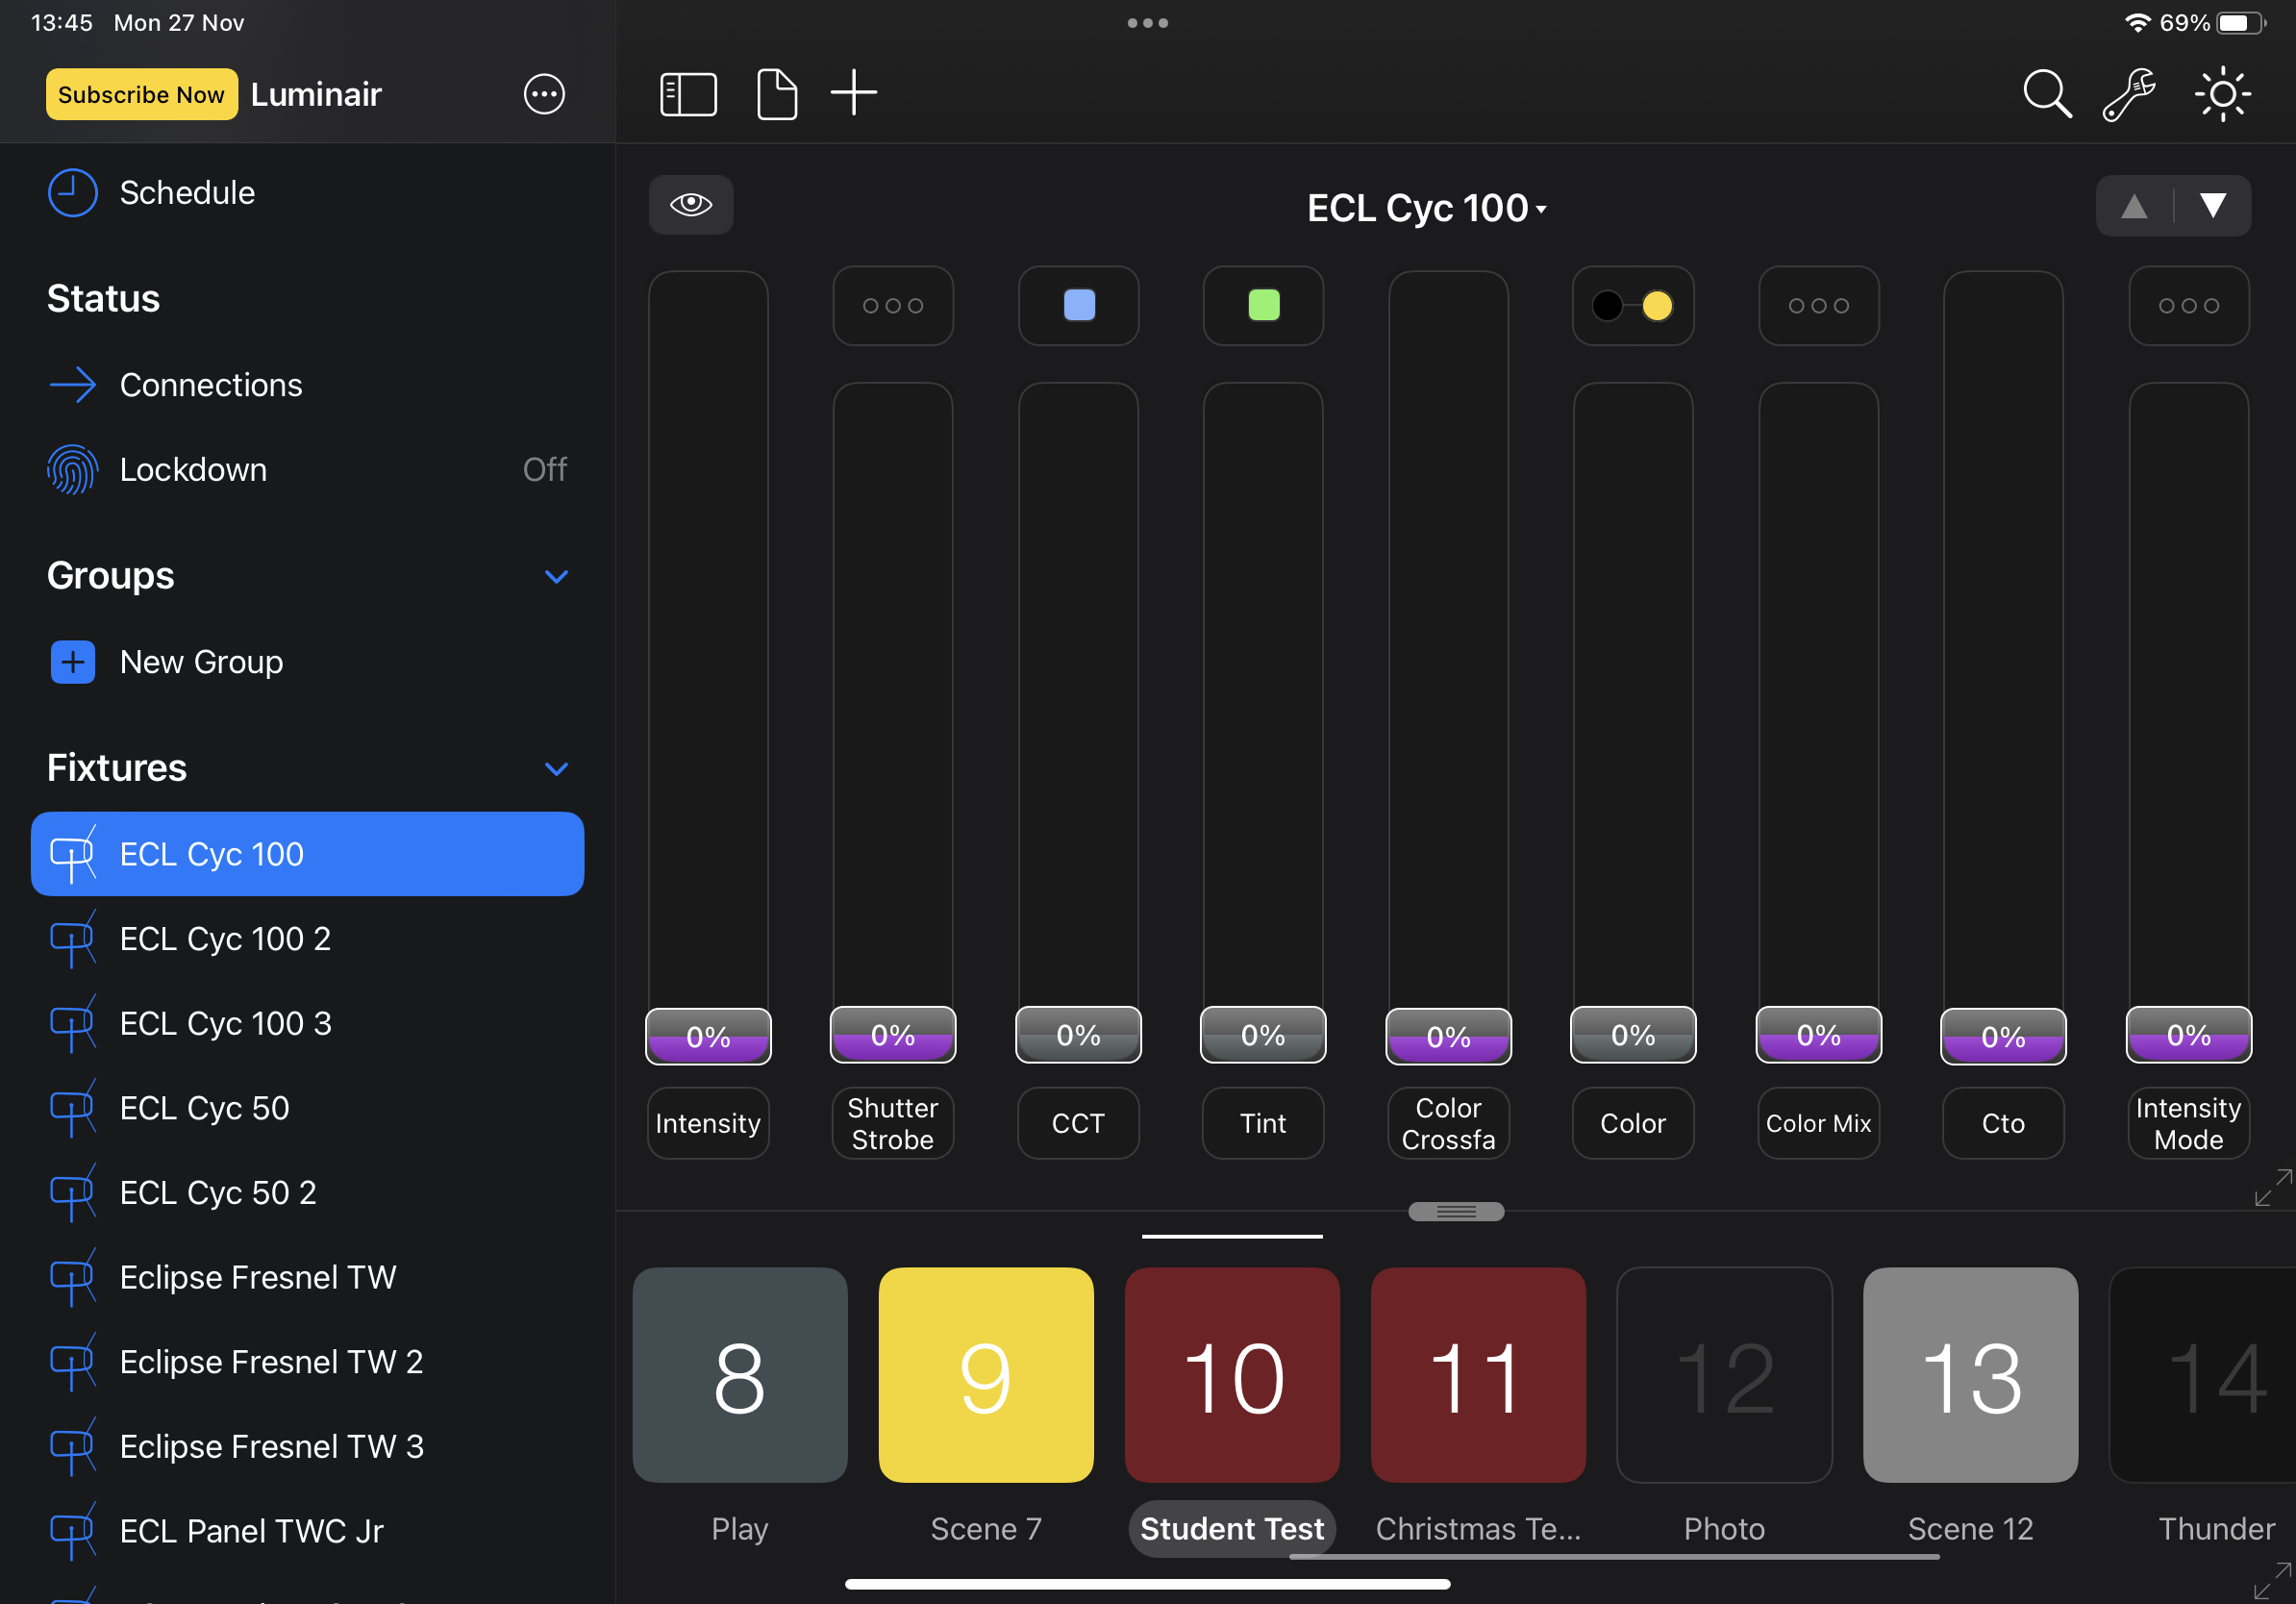 13:45 Mon 27 Nov
69%
Subscribe Now Luminair
Schedule
Status
Connections
Lockdown Off
Groups
New Group
Fixtures
ECL Cyc 100
ECL Cyc 100 2
ECL Cyc 100 3
ECL Cyc 50
ECL Cyc 50 2
Eclipse Fresnel TW
Eclipse Fresnel TW 2
Eclipse Fresnel TW 3
ECL Panel TWC Jr
ECL Cyc 100
0% 0% 0% 0% 0% 0% 0% 0% 0%
Intensity
Shutter
Strobe
CCT
Tint
Color
Crossfa
Color
Color Mix
Cto
Intensity
Mode
8 9 10 11 12 13 14
Play Scene 7 Student Test Christmas Te... Photo Scene 12 Thunder